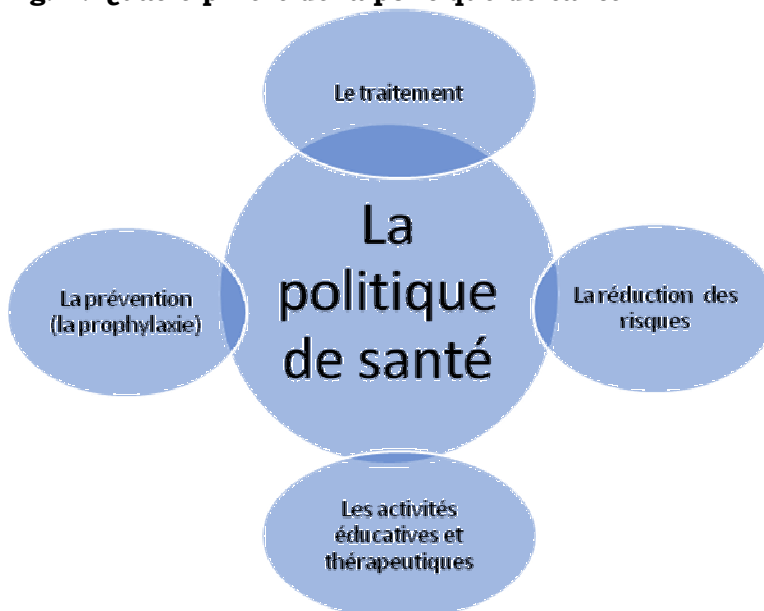 Le traitement
La
politique
de santé
La prévention
(la prophylaxie)
La réduction des
risques
Les activités
éducatives et
thérapeutiques